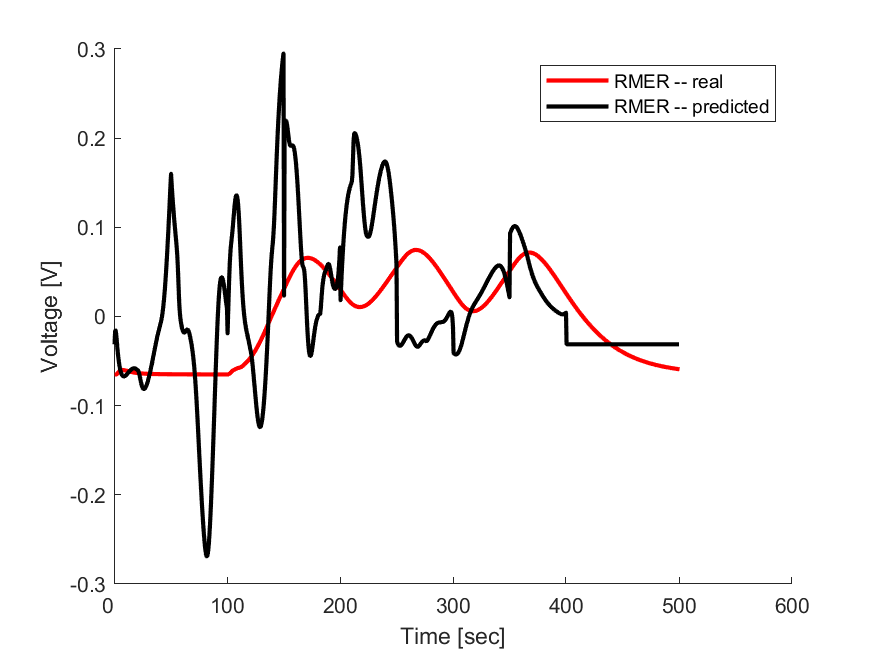 0.3
0.2
0.1
0
-0.1
-0.2
-0.3
Voltage [V]
RMER -- real
RMER -- predicted
0 100 200 300 400 500 600
Time [sec]